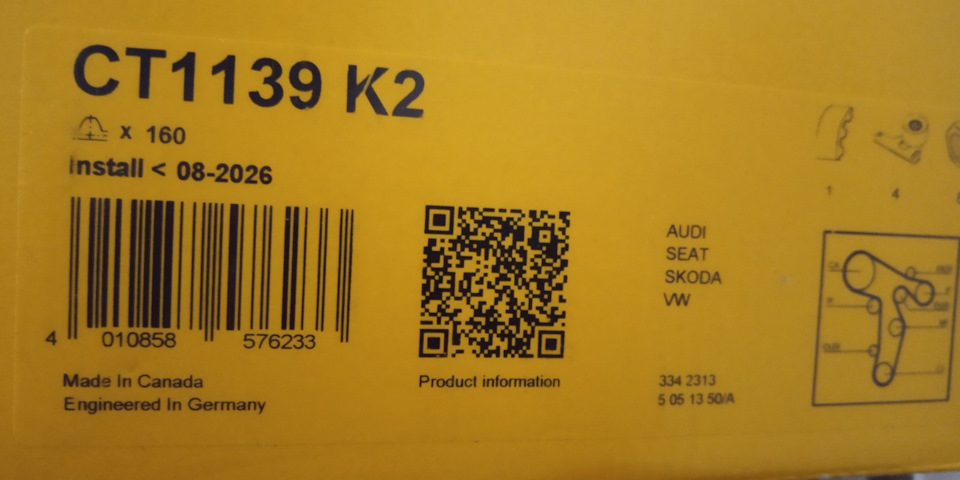 CT1139 K2
x 160
Install < 08-2026
4 010858 576233
Made In Canada
Engineered In Germany
Product information
AUDI
SEAT
SKODA
VW
334 2313
5 05 13 50/A
1 4